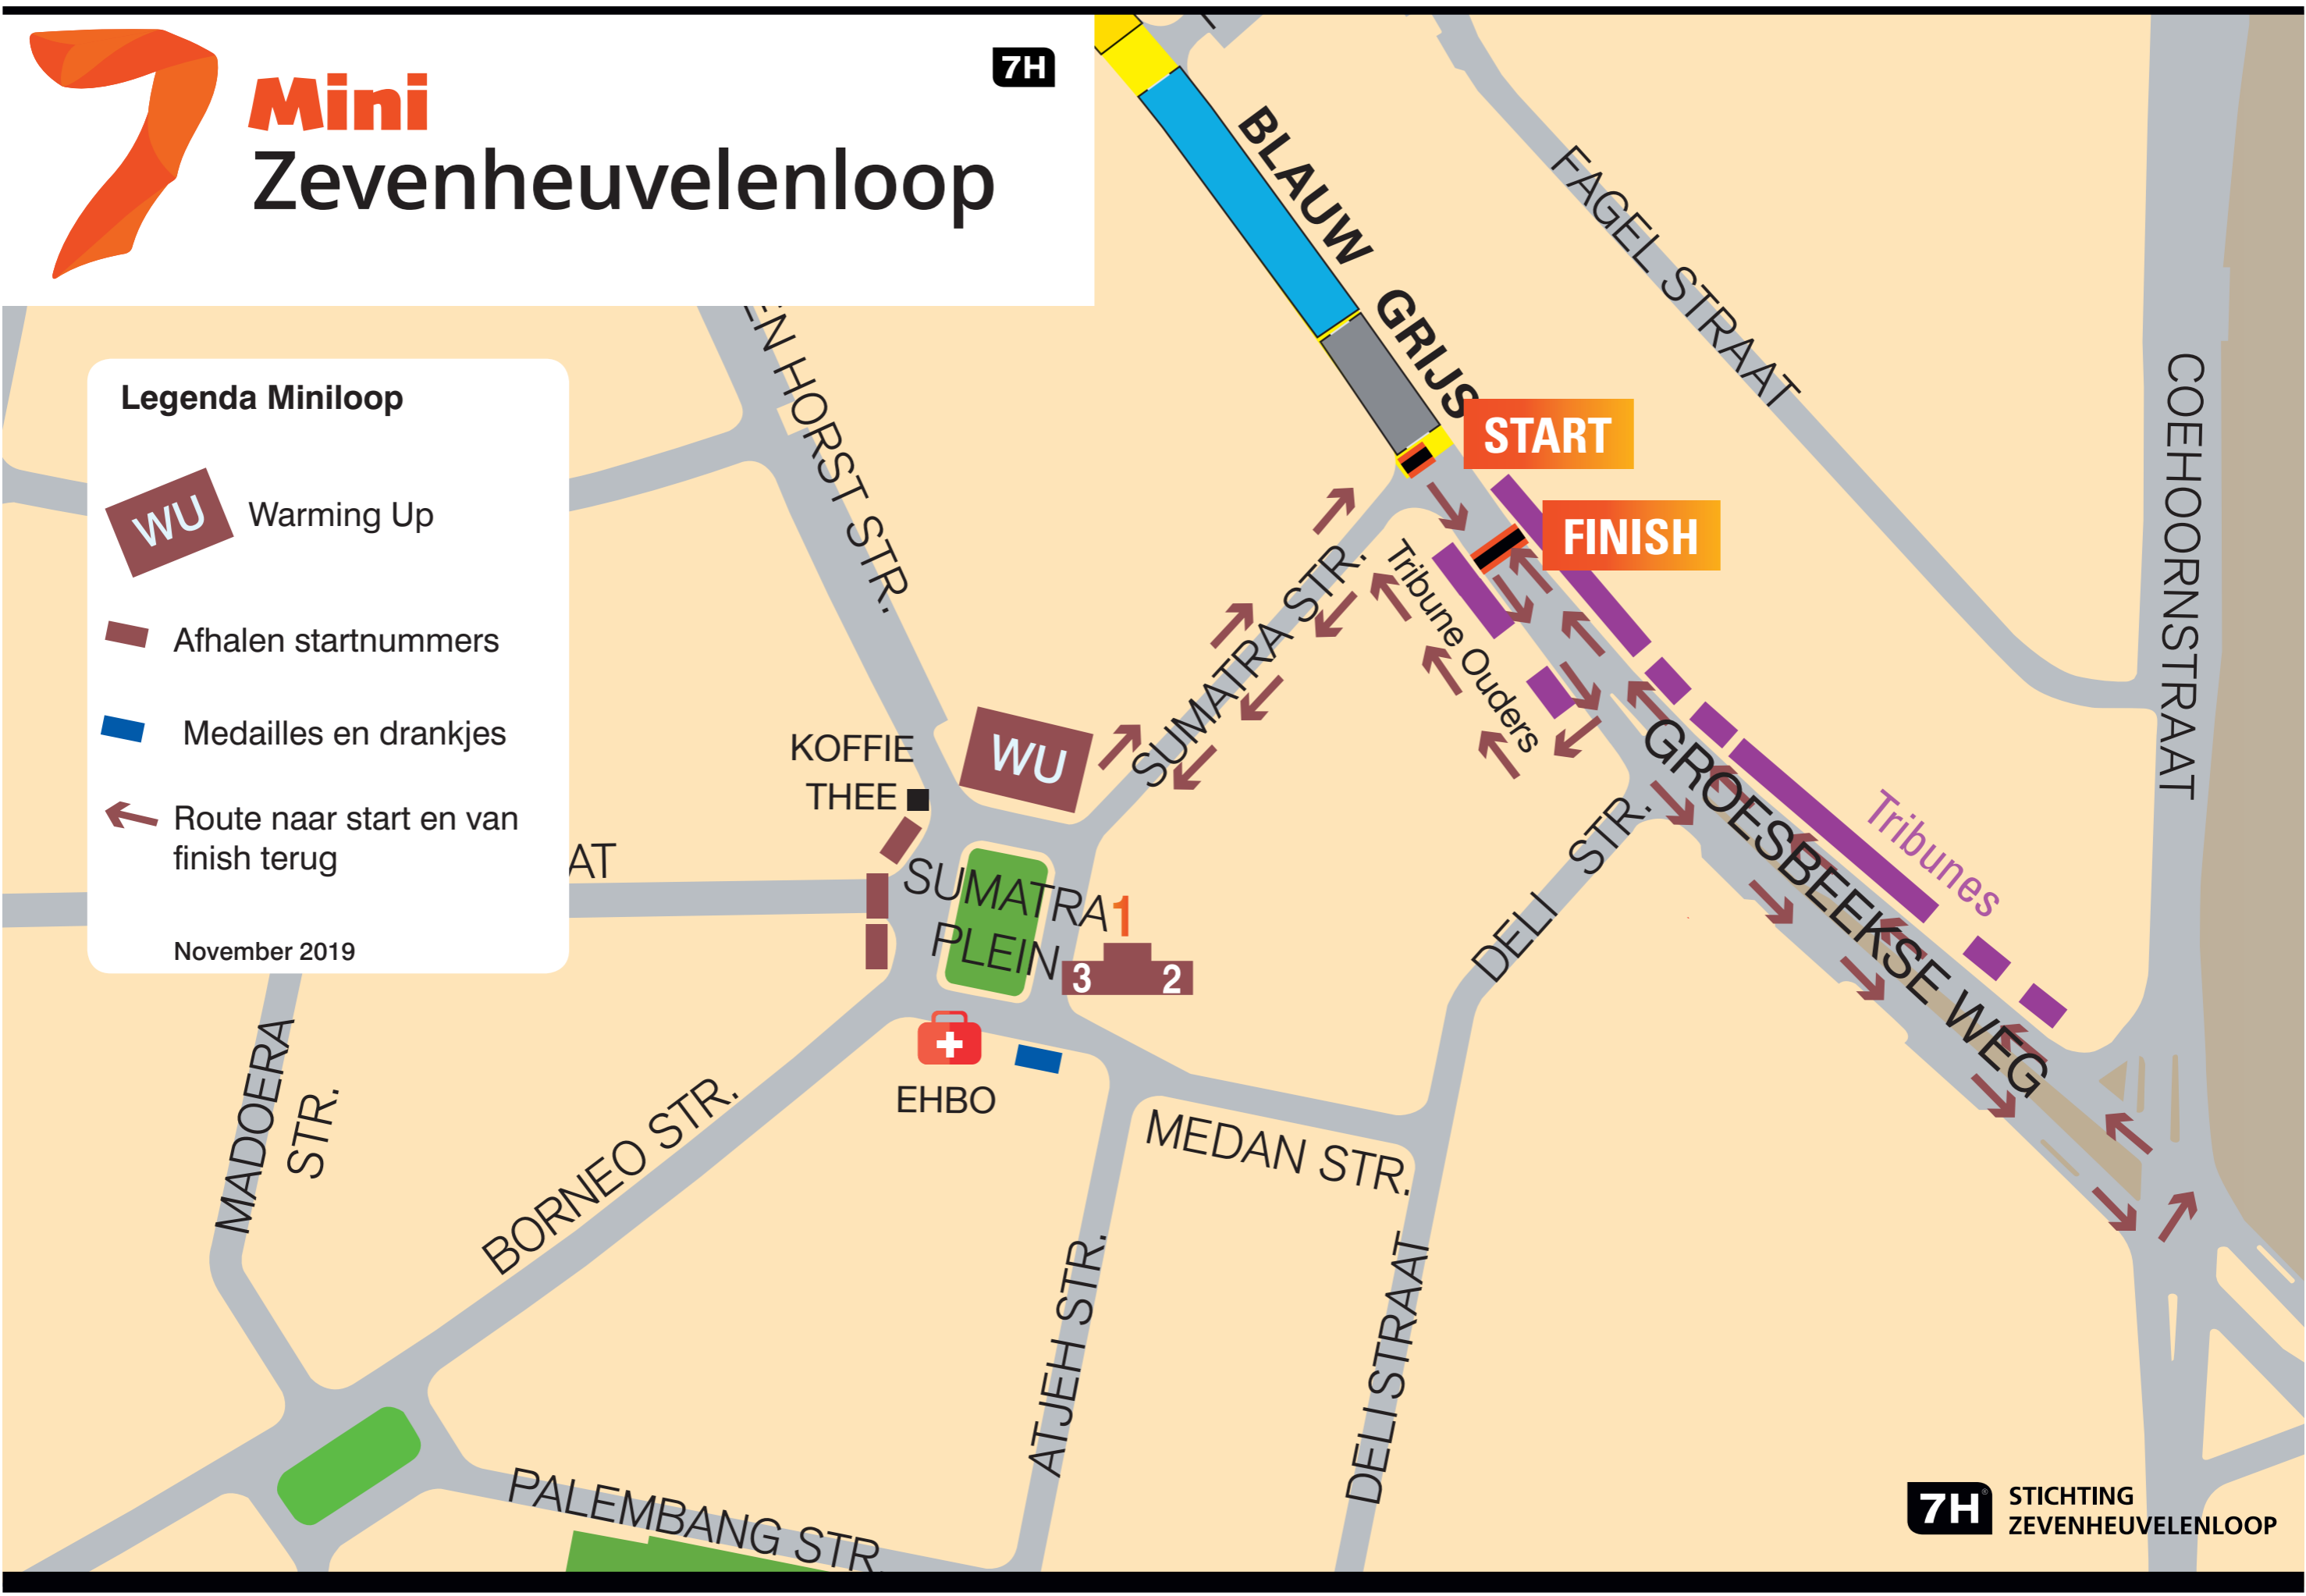 Mini
Zevenheuvelenloop
7H
Legenda Miniloop
WU
Warming Up
Afhalen startnummers
Medailles en drankjes
Route naar start en van
finish terug
November 2019
BLAUW
GRIJS
START
FINISH
FAGEL STRAAT
COEHOORNSTRAAT
EN HORST STR.
Tribune Ouders
SUMATRA STR.
KOFFIE
THEE
WU
AT
SUMATRA
PLEIN
1
3
2
EHBO
GROESBEEKSE WEG
Tribunes
DELI STR.
MADOERA
STR.
BORNEO STR.
MEDAN STR.
ATJEH STR.
DELISTRAAT
PALEMBANG STR.
7H
STICHTING
ZEVENHEUVELENLOOP